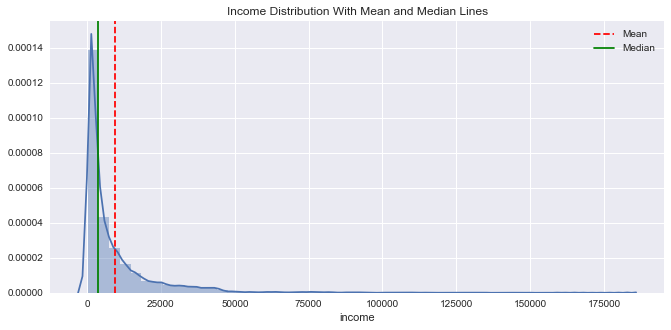 Income Distribution With Mean and Median Lines
Mean
Median
0.00014
0.00012
0.00010
0.00008
0.00006
0.00004
0.00002
0.00000
0 25000 50000 75000 100000 125000 150000 175000
income